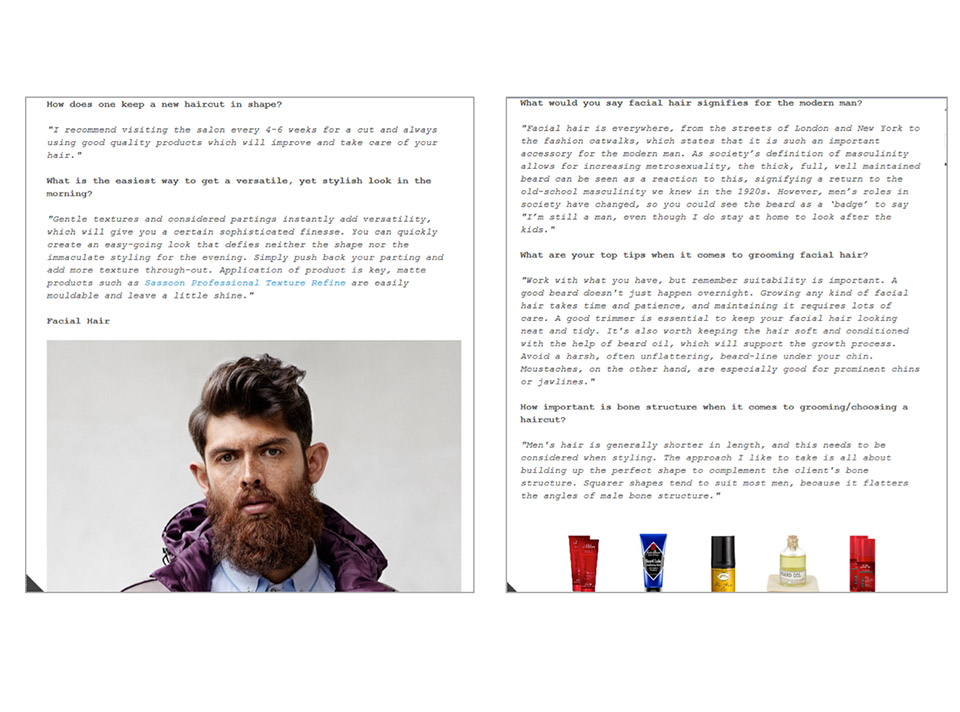 How does one keep a new haircut in shape?
"I recommend visiting the salon every 4-6 weeks for a cut and always
using good quality products which will improve and take care of your
hair."
What is the easiest way to get a versatile, yet stylish look in the
morning?
"Gentle textures and considered partings instantly add versatility,
which will give you a certain sophisticated finesse. You can quickly
create an easy-going look that defies neither the shape nor the
immaculate styling for the evening. Simply push back your parting and
add more texture through-out. Application of product is key, matte
products such as Sassoon Professional Texture Refine are easily
mouldable and leave a little shine."
Facial Hair
What would you say facial hair signifies for the modern man?
"Facial hair is everywhere, from the streets of London and New York to
the fashion catwalks, which states that it is such an important
accessory for the modern man. As society's definition of masculinity
allows for increasing metrosexuality, the thick, full, well maintained
beard can be seen as a reaction to this, signifying a return to the
old-school masculinity we knew in the 1920s. However, men's roles in
society have changed, so you could see the beard as a 'badge' to say
"I'm still a man, even though I do stay at home to look after the
kids."
What are your top tips when it comes to grooming facial hair?
"Work with what you have, but remember suitability is important. A
good beard doesn't just happen overnight. Growing any kind of facial
hair takes time and patience, and maintaining it requires lots of
care. A good trimmer is essential to keep your facial hair looking
neat and tidy. It's also worth keeping the hair soft and conditioned
with the help of beard oil, which will support the growth process.
Avoid a harsh, often unflattering, beard-line under your chin.
Moustaches, on the other hand, are especially good for prominent chins
or jawlines."
How important is bone structure when it comes to grooming/choosing a
haircut?
"Men's hair is generally shorter in length, and this needs to be
considered when styling. The approach I like to take is all about
building up the perfect shape to complement the client's bone
structure. Squarer shapes tend to suit most men, because it flatters
the angles of male bone structure."
BEARD OIL